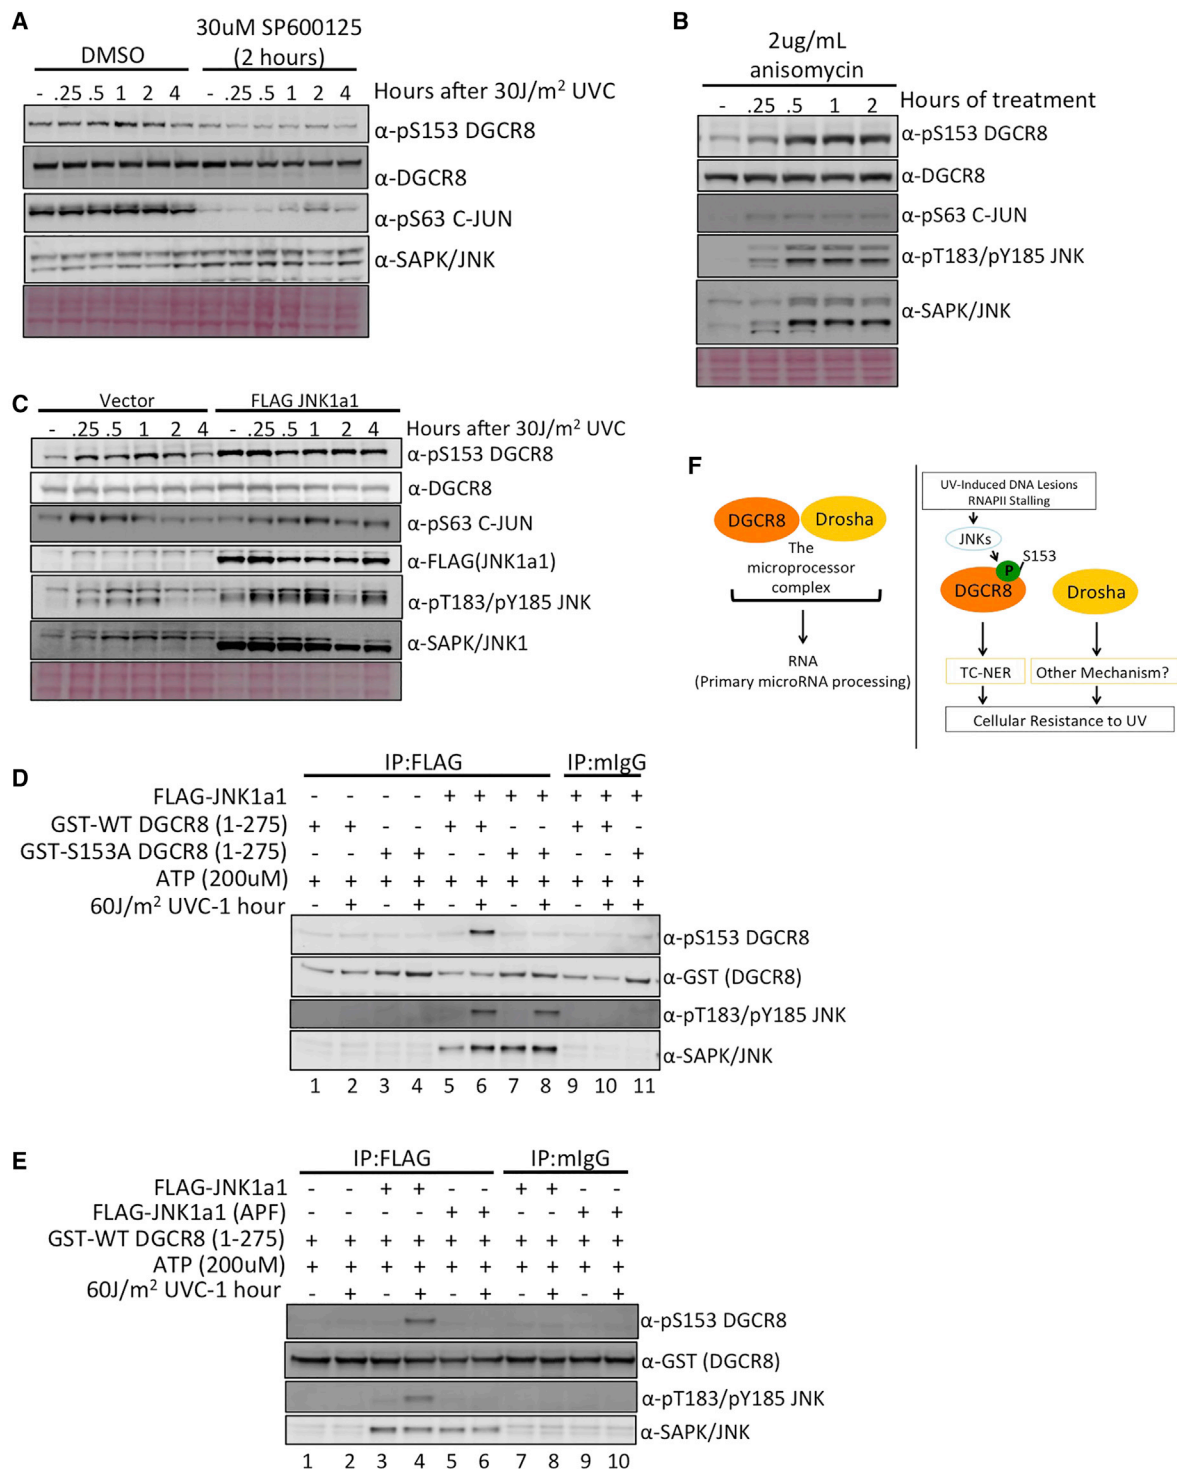 A
DMSO
30uM SP600125
(2 hours)
- .25 .5 1 2 4 - .25 .5 1 2 4 Hours after 30J/m² UVC
α-pS153 DGCR8
α-DGCR8
α-pS63 C-JUN
α-SAPK/JNK
B
2ug/mL
anisomycin
- .25 .5 1 2 Hours of treatment
α-pS153 DGCR8
α-DGCR8
α-pS63 C-JUN
α-pT183/pY185 JNK
α-SAPK/JNK
C
Vector FLAG JNK1a1
- .25 .5 1 2 4 - .25 .5 1 2 4 Hours after 30J/m² UVC
α-pS153 DGCR8
α-DGCR8
α-pS63 C-JUN
α-FLAG(JNK1a1)
α-pT183/pY185 JNK
α-SAPK/JNK1
F
DGCR8 Drosha
The
microprocessor
complex
RNA
(Primary microRNA processing)
UV-Induced DNA Lesions
RNAPII Stalling
JNKs
P S153
DGCR8 Drosha
TC-NER Other Mechanism?
Cellular Resistance to UV
D
IP:FLAG IP:mIgG
FLAG-JNK1a1 - - - - + + + + + + +
GST-WT DGCR8 (1-275) + + - - + + - - + + -
GST-S153A DGCR8 (1-275) - - + + - - + + - - +
ATP (200uM) + + + + + + + + + + +
60J/m² UVC-1 hour - + - + - + - + - + +
α-pS153 DGCR8
α-GST (DGCR8)
α-pT183/pY185 JNK
α-SAPK/JNK
1 2 3 4 5 6 7 8 9 10 11
E
IP:FLAG IP:mIgG
FLAG-JNK1a1 - - + + - - + + - -
FLAG-JNK1a1 (APF) - - - - + + - - + +
GST-WT DGCR8 (1-275) + + + + + + + + + +
ATP (200uM) + + + + + + + + + +
60J/m² UVC-1 hour - + - + - + - + - +
α-pS153 DGCR8
α-GST (DGCR8)
α-pT183/pY185 JNK
α-SAPK/JNK
1 2 3 4 5 6 7 8 9 10